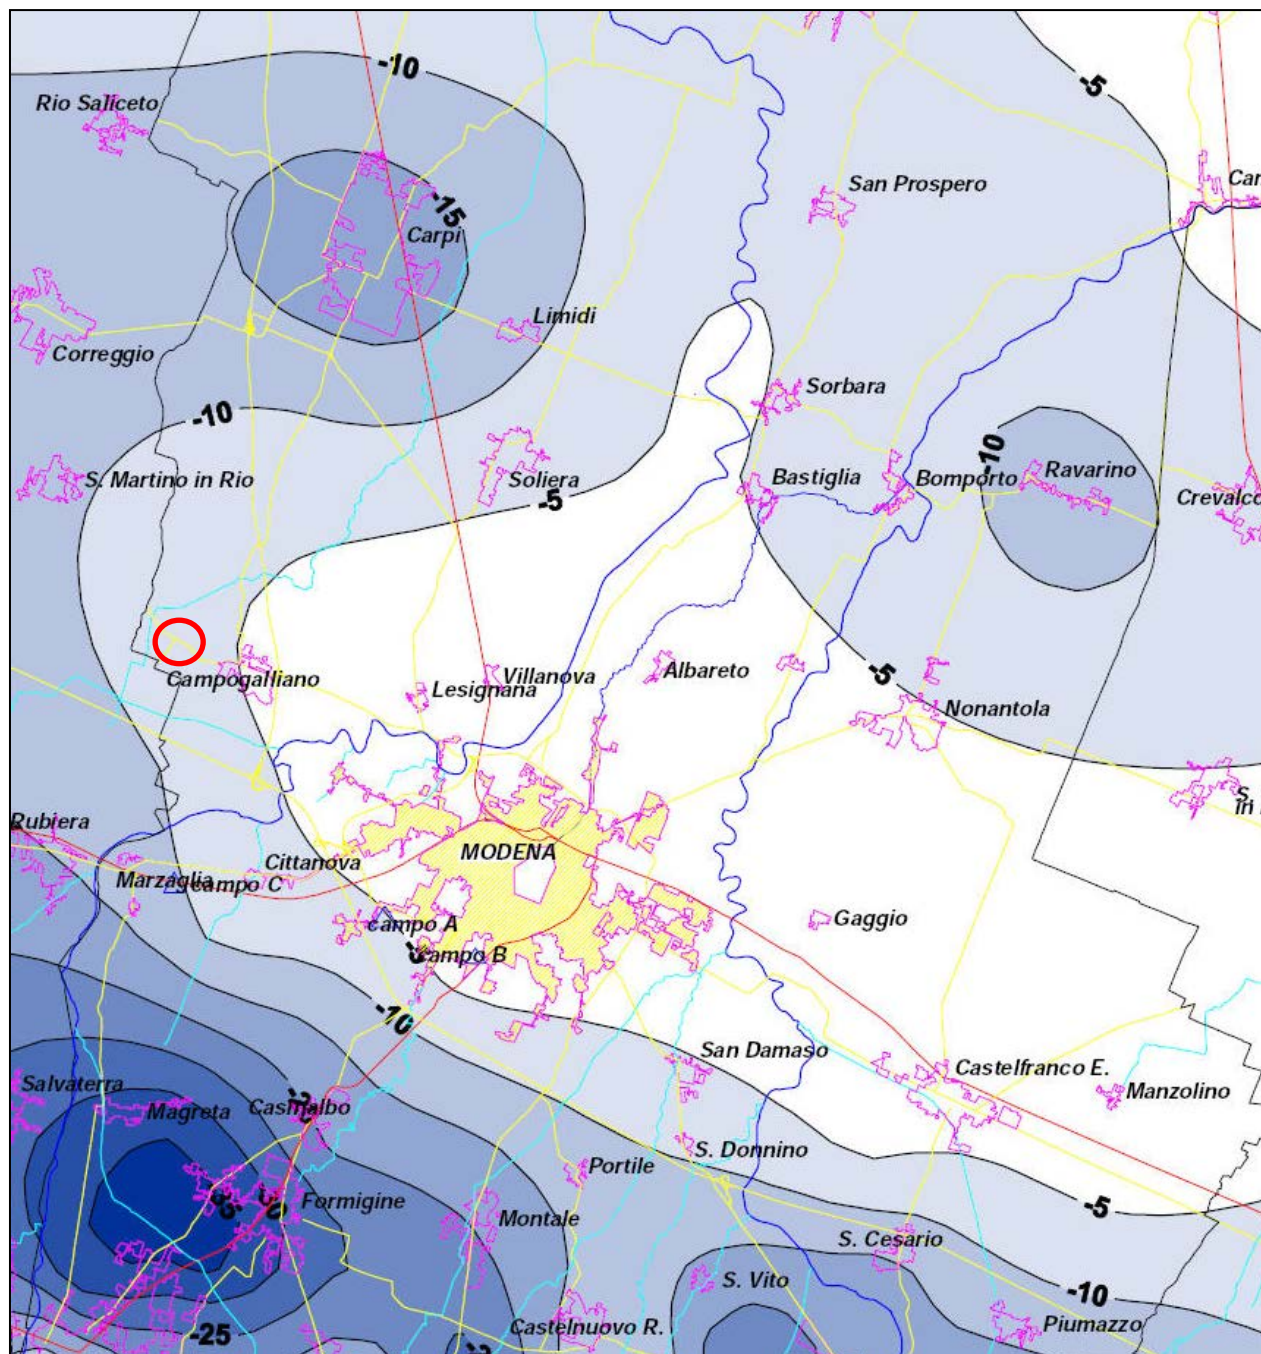 -10
-5
Rio Saliceto
San Prospero
-15
Carpi
Limidi
Correggio
Sorbara
-10
-10
Bastiglia
Bomporto
Ravarino
S. Martino in Rio
Soliera
-5
Crevalco
Campogalliano
Lesignana
Villanova
Albareto
-5
Nonantola
S.
in
Rubiera
MODENA
Cittanova
Marzaglia
campo C
campo A
campo B
Gaggio
-10
San Damaso
Castelfranco E.
Salvaterra
Magreta
Casinalbo
Manzolino
S. Donnino
Portile
Formigine
Montale
-5
S. Cesario
S. Vito
-10
-25
Castelnuovo R.
Piumazzo